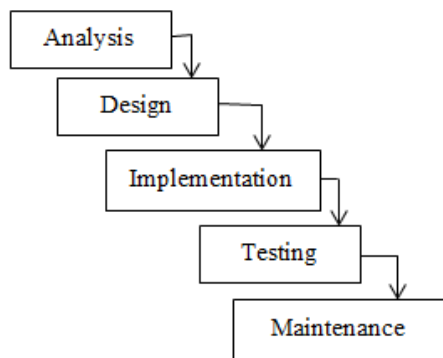 Analysis
Design
Implementation
Testing
Maintenance